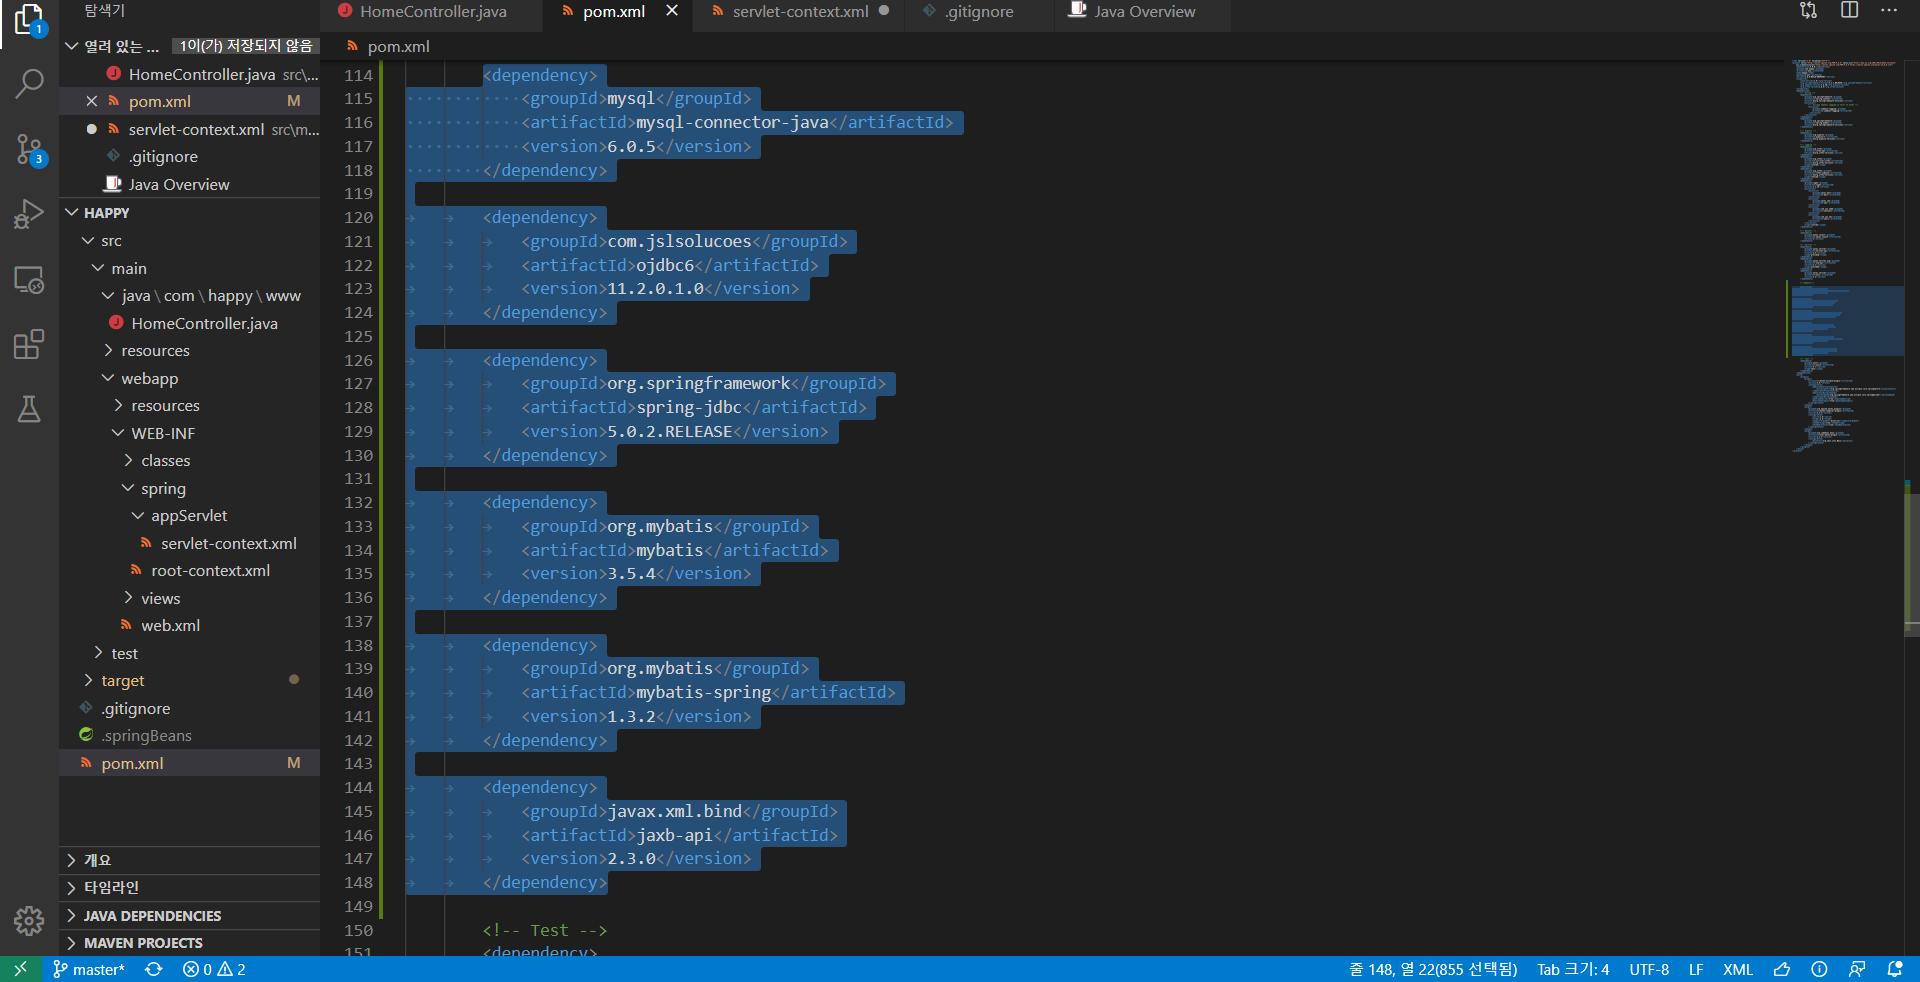 탐색기
HomeController.java
pom.xml
servlet-context.xml
.gitignore
Java Overview
1
열려 있는 ... 1이(가) 저장되지 않음
HomeController.java src\...
pom.xml M
servlet-context.xml src\m...
.gitignore
Java Overview
3
HAPPY
src
main
java\com\happy\www
HomeController.java
resources
webapp
resources
WEB-INF
classes
spring
appServlet
servlet-context.xml
root-context.xml
views
web.xml
test
target
.gitignore
.springBeans
pom.xml M
개요
타임라인
JAVA DEPENDENCIES
MAVEN PROJECTS
pom.xml
114 <dependency>
115 <groupId>mysql</groupId>
116 <artifactId>mysql-connector-java</artifactId>
117 <version>6.0.5</version>
118 </dependency>
119
120 <dependency>
121 <groupId>com.jslsolucoes</groupId>
122 <artifactId>ojdbc6</artifactId>
123 <version>11.2.0.1.0</version>
124 </dependency>
125
126 <dependency>
127 <groupId>org.springframework</groupId>
128 <artifactId>spring-jdbc</artifactId>
129 <version>5.0.2.RELEASE</version>
130 </dependency>
131
132 <dependency>
133 <groupId>org.mybatis</groupId>
134 <artifactId>mybatis</artifactId>
135 <version>3.5.4</version>
136 </dependency>
137
138 <dependency>
139 <groupId>org.mybatis</groupId>
140 <artifactId>mybatis-spring</artifactId>
141 <version>1.3.2</version>
142 </dependency>
143
144 <dependency>
145 <groupId>javax.xml.bind</groupId>
146 <artifactId>jaxb-api</artifactId>
147 <version>2.3.0</version>
148 </dependency>
149
150 <!-- Test -->
151 <dependency>
master* 0 2
줄 148, 열 22(855 선택됨) Tab 크기: 4 UTF-8 LF XML